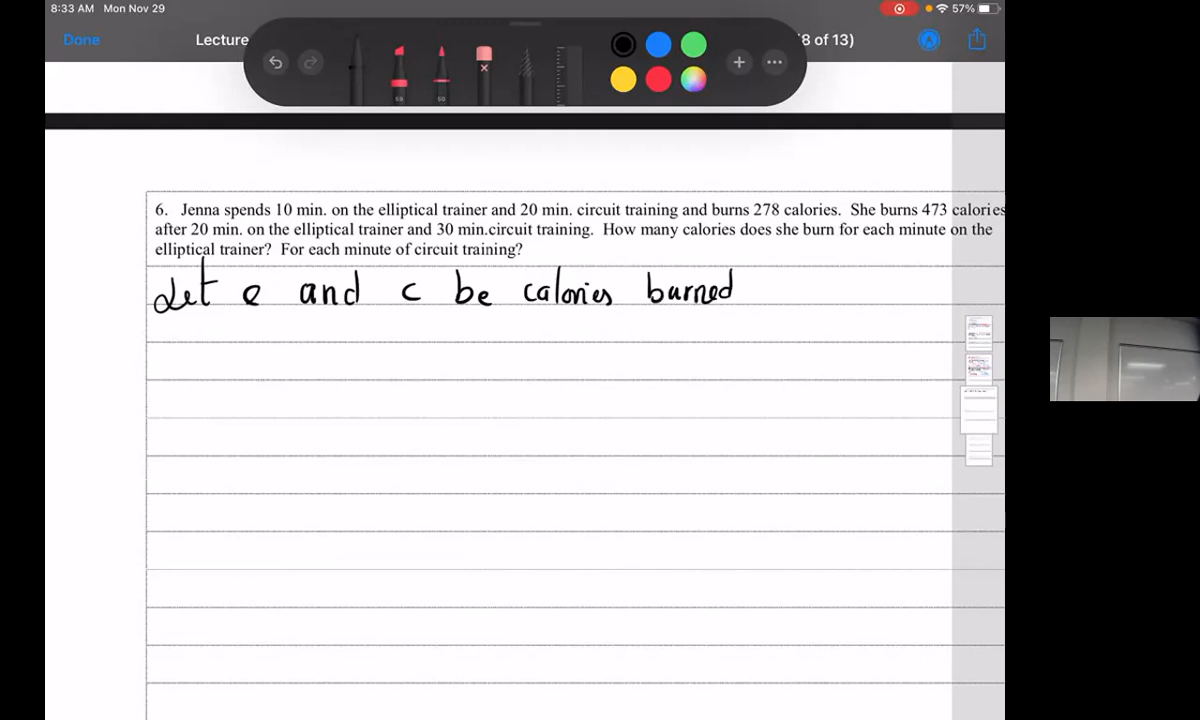 8:33 AM Mon Nov 29
57%
Done
Lecture
8 of 13)
6. Jenna spends 10 min. on the elliptical trainer and 20 min. circuit training and burns 278 calories. She burns 473 calories
after 20 min. on the elliptical trainer and 30 min.circuit training. How many calories does she burn for each minute on the
elliptical trainer? For each minute of circuit training?
Let e and c be calories burned